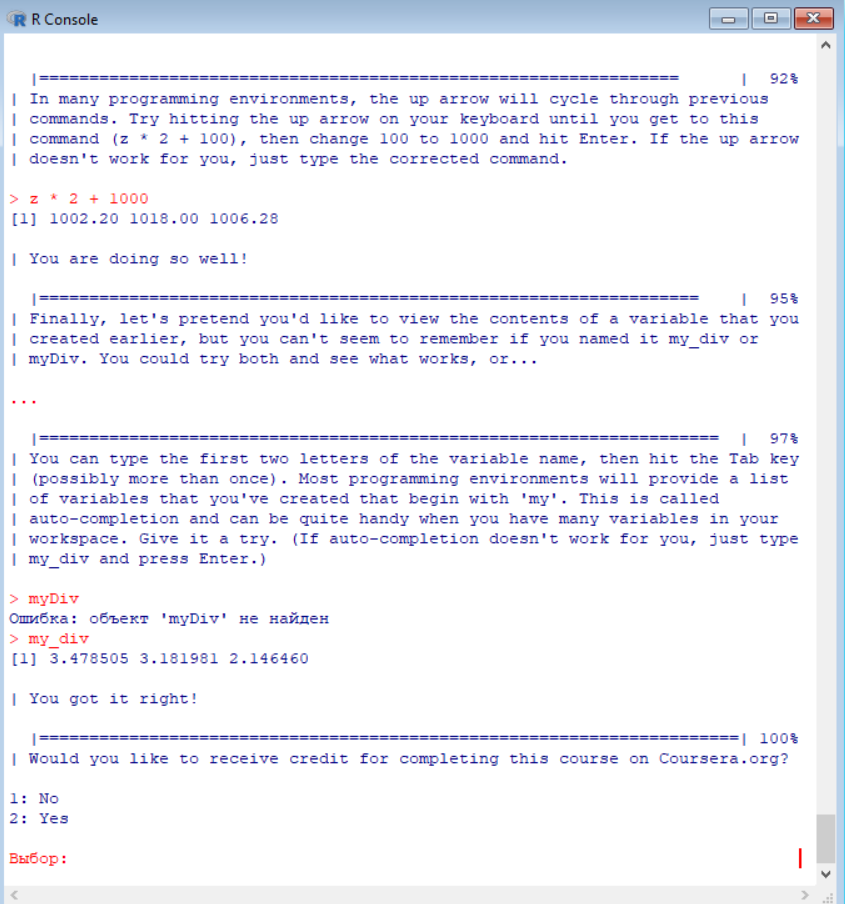 R Console
|================================================================      |  92%
| In many programming environments, the up arrow will cycle through previous
| commands. Try hitting the up arrow on your keyboard until you get to this
| command (z * 2 + 100), then change 100 to 1000 and hit Enter. If the up arrow
| doesn't work for you, just type the corrected command.
> z * 2 + 1000
[1] 1002.20 1018.00 1006.28
| You are doing so well!
|==================================================================    |  95%
| Finally, let's pretend you'd like to view the contents of a variable that you
| created earlier, but you can't seem to remember if you named it my_div or
| myDiv. You could try both and see what works, or...
...
|====================================================================  |  97%
| You can type the first two letters of the variable name, then hit the Tab key
| (possibly more than once). Most programming environments will provide a list
| of variables that you've created that begin with 'my'. This is called
| auto-completion and can be quite handy when you have many variables in your
| workspace. Give it a try. (If auto-completion doesn't work for you, just type
| my_div and press Enter.)
> myDiv
Ошибка: объект 'myDiv' не найден
> my_div
[1] 3.478505 3.181981 2.146460
| You got it right!
|======================================================================| 100%
| Would you like to receive credit for completing this course on Coursera.org?
1: No
2: Yes
Выбор: